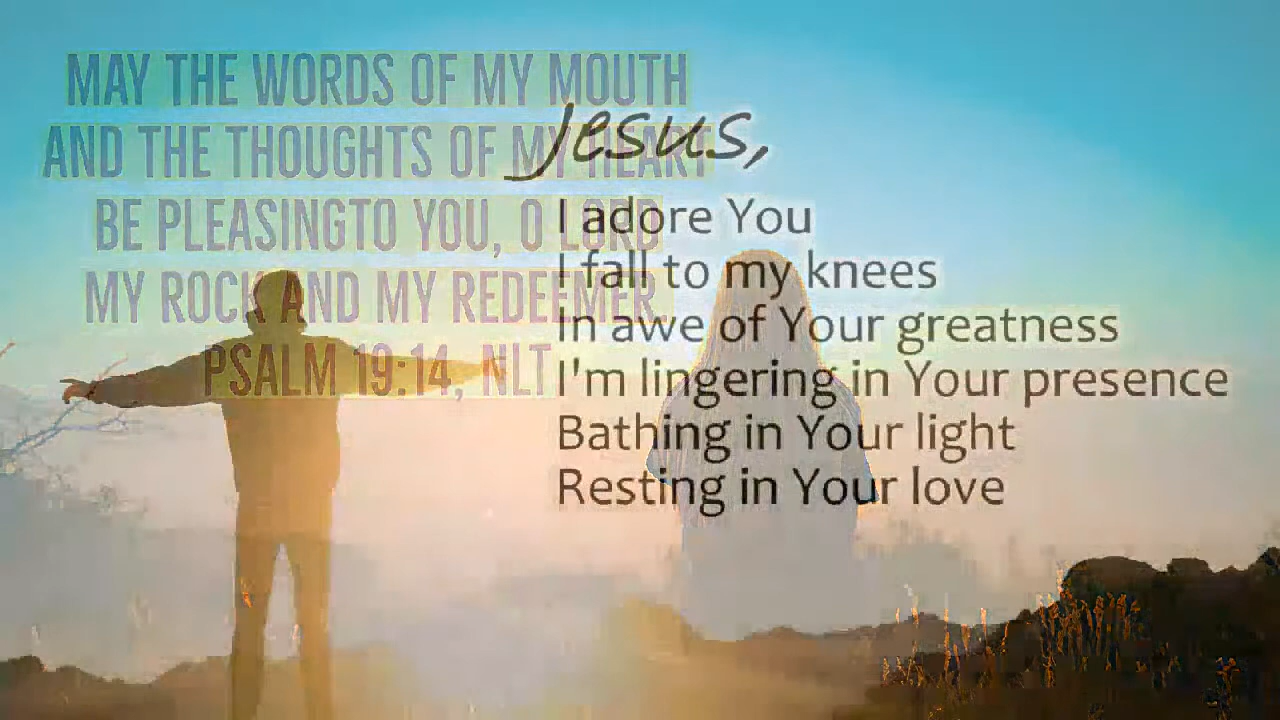 MAY THE WORDS OF MY MOUTH
AND THE THOUGHTS OF MY HEART
BE PLEASINGTO YOU, O LORD
MY ROCK AND MY REDEEMER.
PSALM 19:14, NLT
Jesus,
I adore You
I fall to my knees
In awe of Your greatness
I'm lingering in Your presence
Bathing in Your light
Resting in Your love